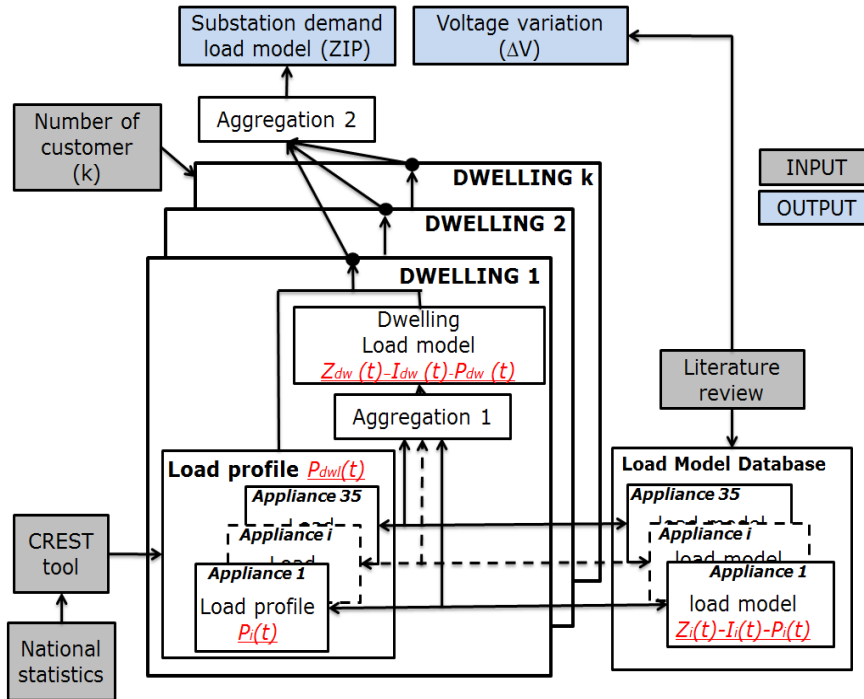 Substation demand
load model (ZIP)
Voltage variation
(ΔV)
Number of
customer
(k)
Aggregation 2
INPUT
OUTPUT
DWELLING k
DWELLING 2
DWELLING 1
Dwelling
Load model
Zdw (t)-Idw (t)-Pdw (t)
Aggregation 1
Literature
review
Load profile Pdwl(t)
Appliance 35
Appliance i
Appliance 1
Load profile
Pi(t)
Load Model Database
Appliance 35
load model
Appliance i
load model
Appliance 1
load model
Zi(t)-Ii(t)-Pi(t)
CREST
tool
National
statistics